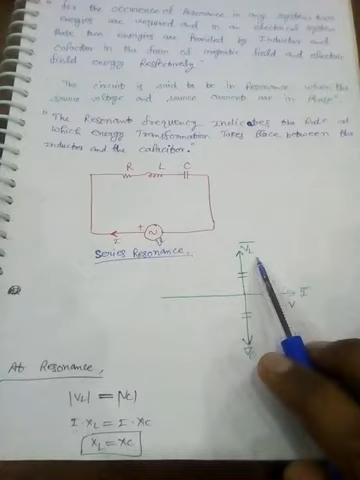 for the occurence of Resonance in any system two
energies are required and in an electrical system
these two energies are Provided by Inductor and
Capacitor in the form of magnetic field and electric
field energy Respectively."
"The circuit is said to be in Resonance when the
source voltage and source current are in Phase"
"The Resonant frequency Indicates the Rate at
which energy Transformation Takes place between the
inductor and the capacitor."
R L C
+
I
Series Resonance.
VL
I
V
VC
At Resonance,
|VL| = |VC|
I·XL = I·XC
XL = XC